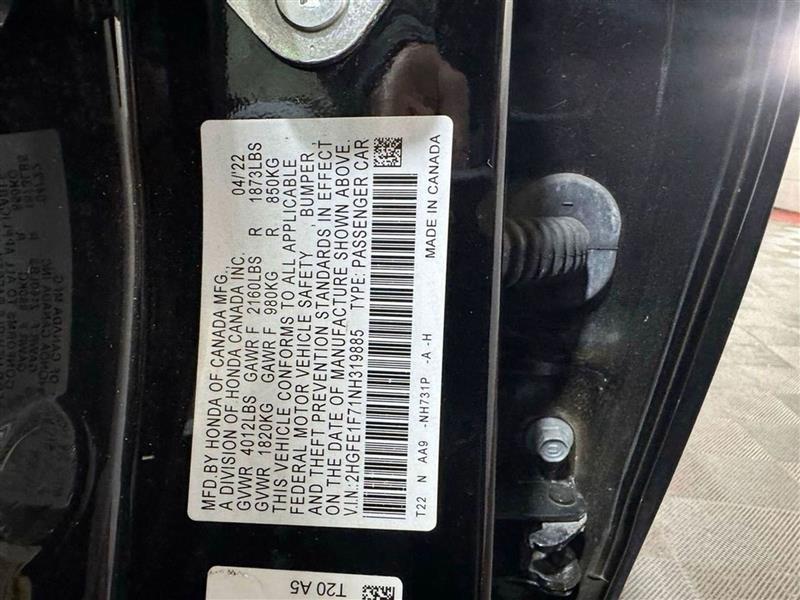 MFD.BY HONDA OF CANADA MFG., 04/'22
A DIVISION OF HONDA CANADA INC.
GVWR 4012LBS GAWR F 2160LBS R 1873LBS
GVWR 1820KG GAWR F 980KG R 850KG
THIS VEHICLE CONFORMS TO ALL APPLICABLE
FEDERAL MOTOR VEHICLE SAFETY , BUMPER ,
AND THEFT PREVENTION STANDARDS IN EFFECT
ON THE DATE OF MANUFACTURE SHOWN ABOVE.
V.I.N.:2HGFE1F71NH319885 TYPE: PASSENGER CAR
T22 N AA9 -NH731P -A -H MADE IN CANADA
T20 A5